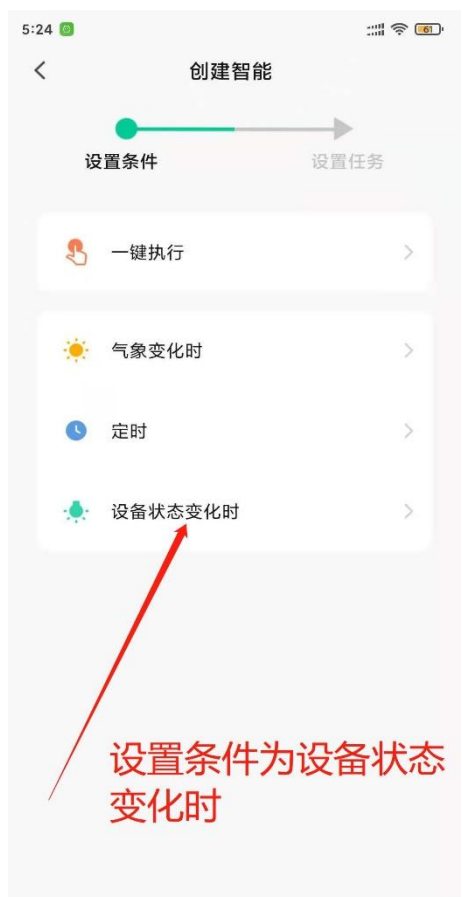 5:24
61
创建智能
设置条件
设置任务
一键执行
气象变化时
定时
设备状态变化时
设置条件为设备状态
变化时